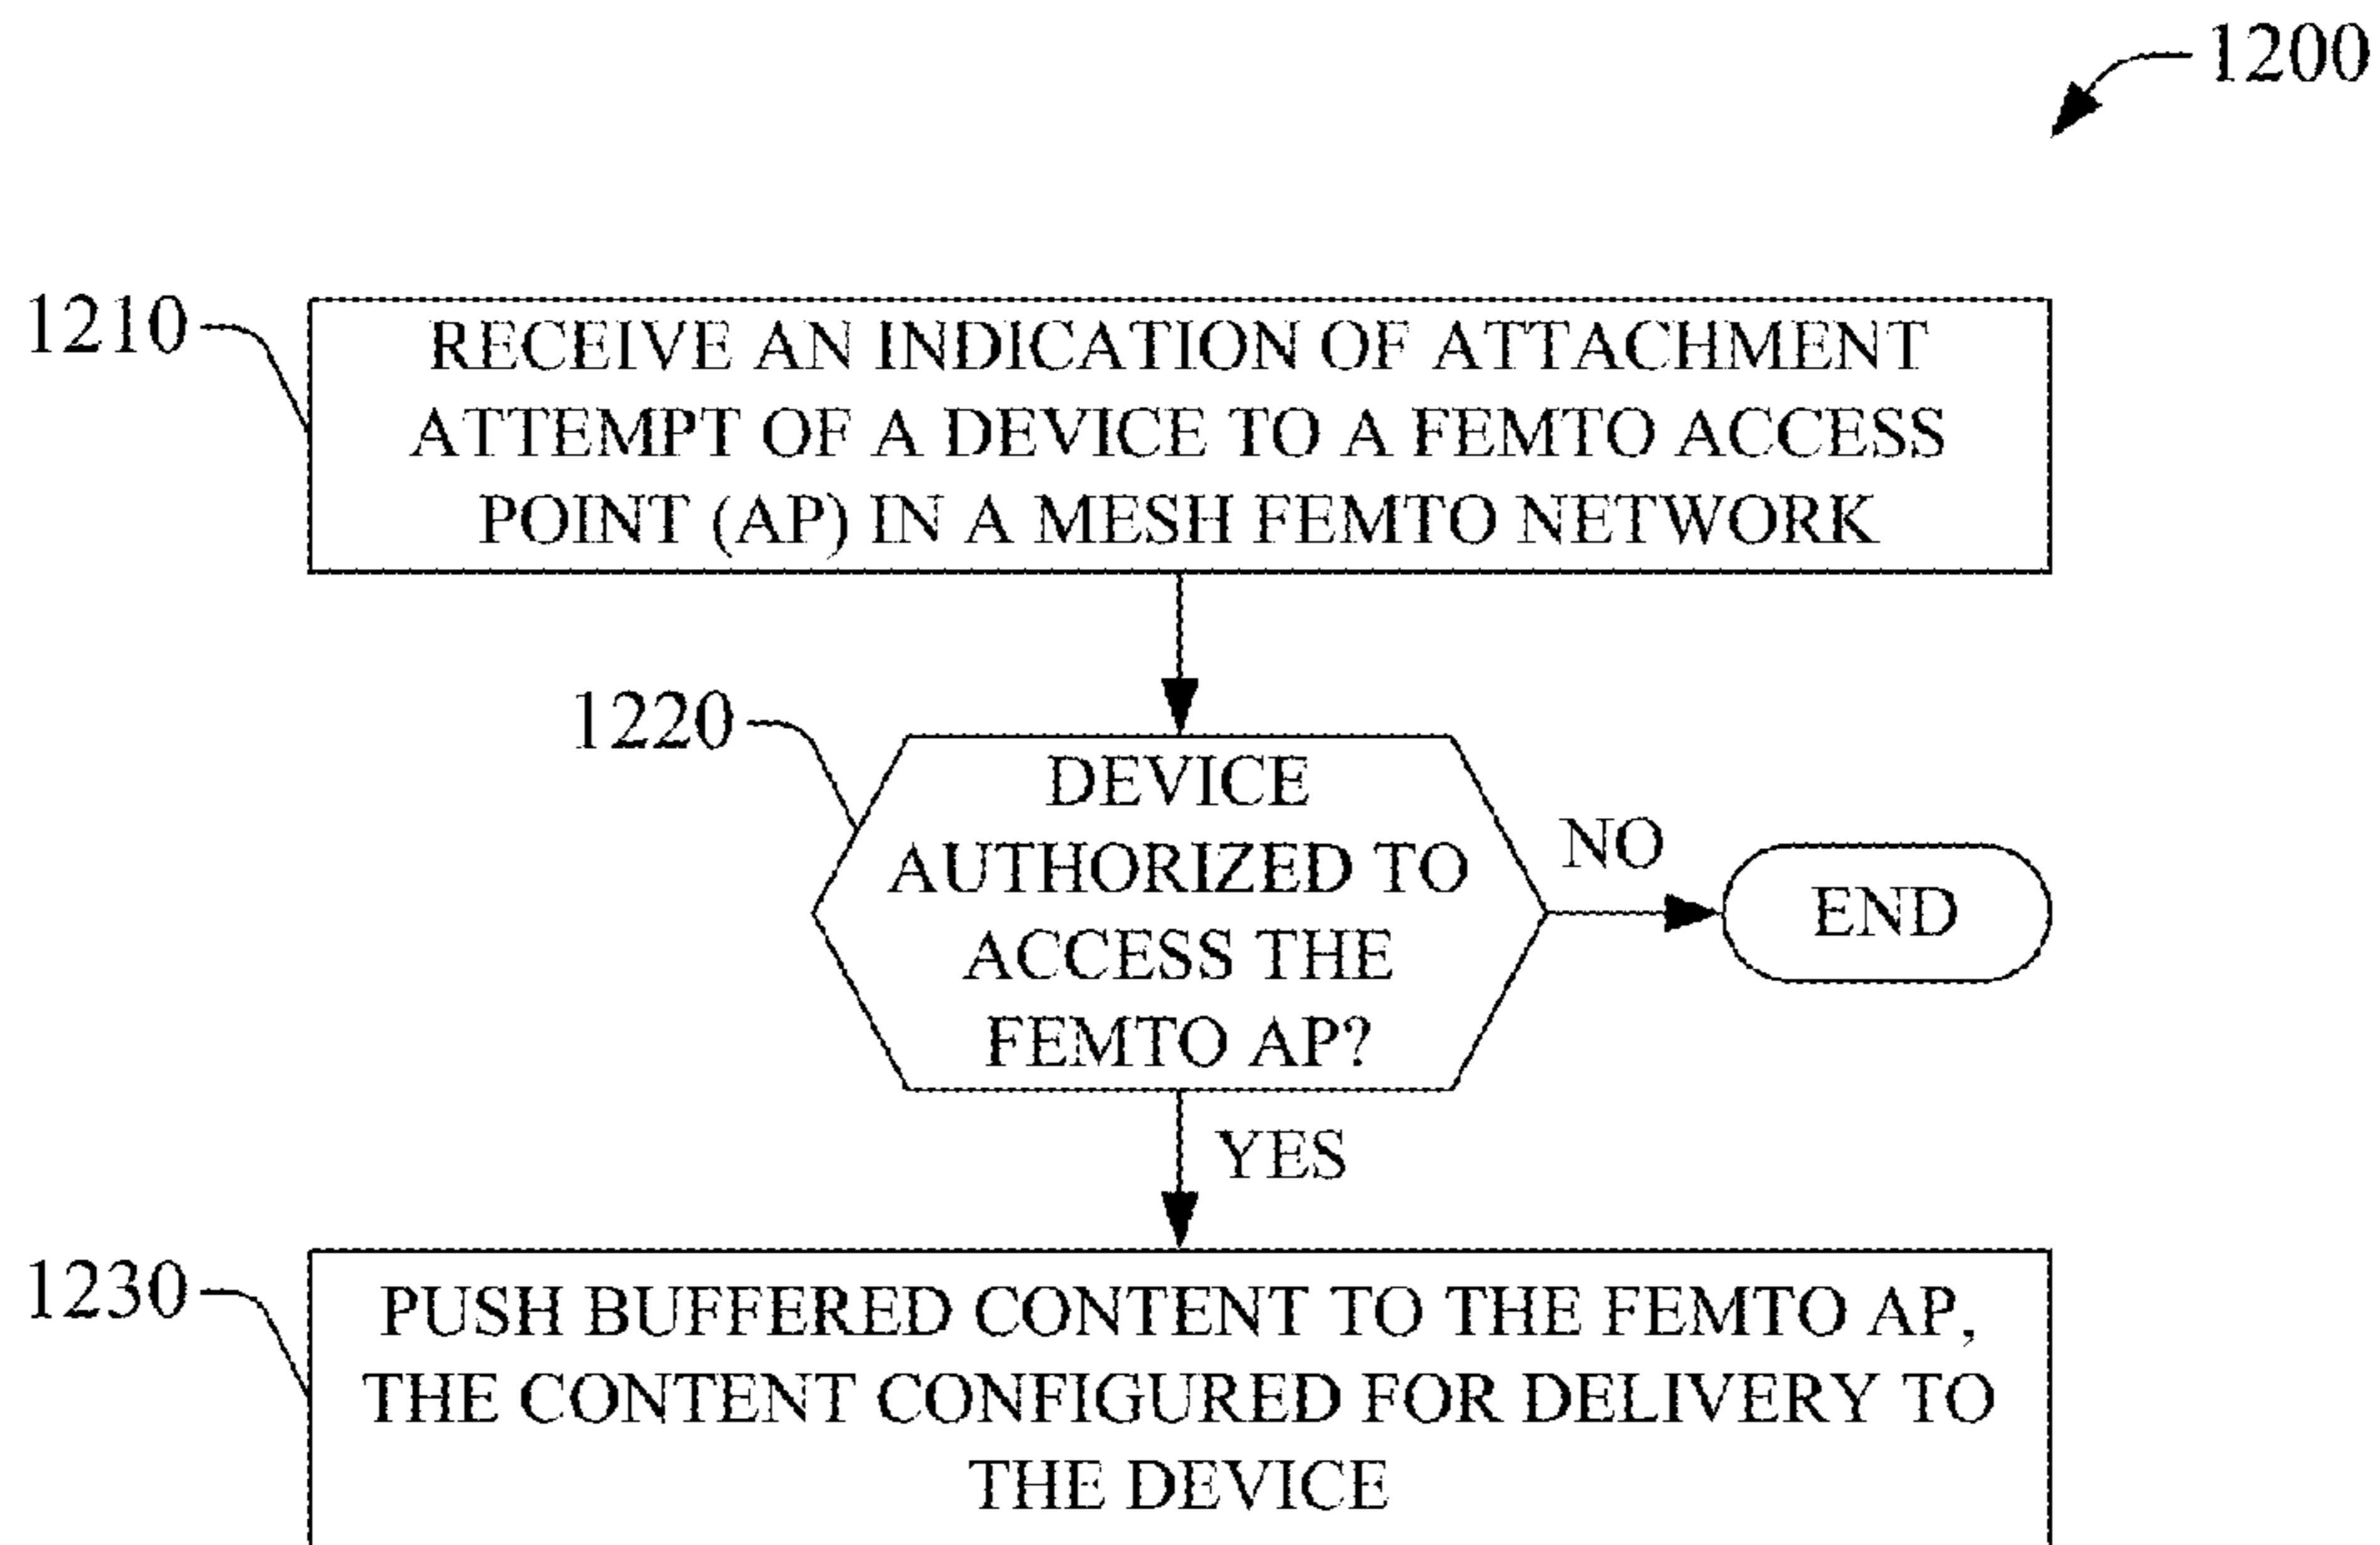 1200
1210
RECEIVE AN INDICATION OF ATTACHMENT
ATTEMPT OF A DEVICE TO A FEMTO ACCESS
POINT (AP) IN A MESH FEMTO NETWORK
1220
DEVICE
AUTHORIZED TO
ACCESS THE
FEMTO AP?
NO
END
YES
1230
PUSH BUFFERED CONTENT TO THE FEMTO AP,
THE CONTENT CONFIGURED FOR DELIVERY TO
THE DEVICE